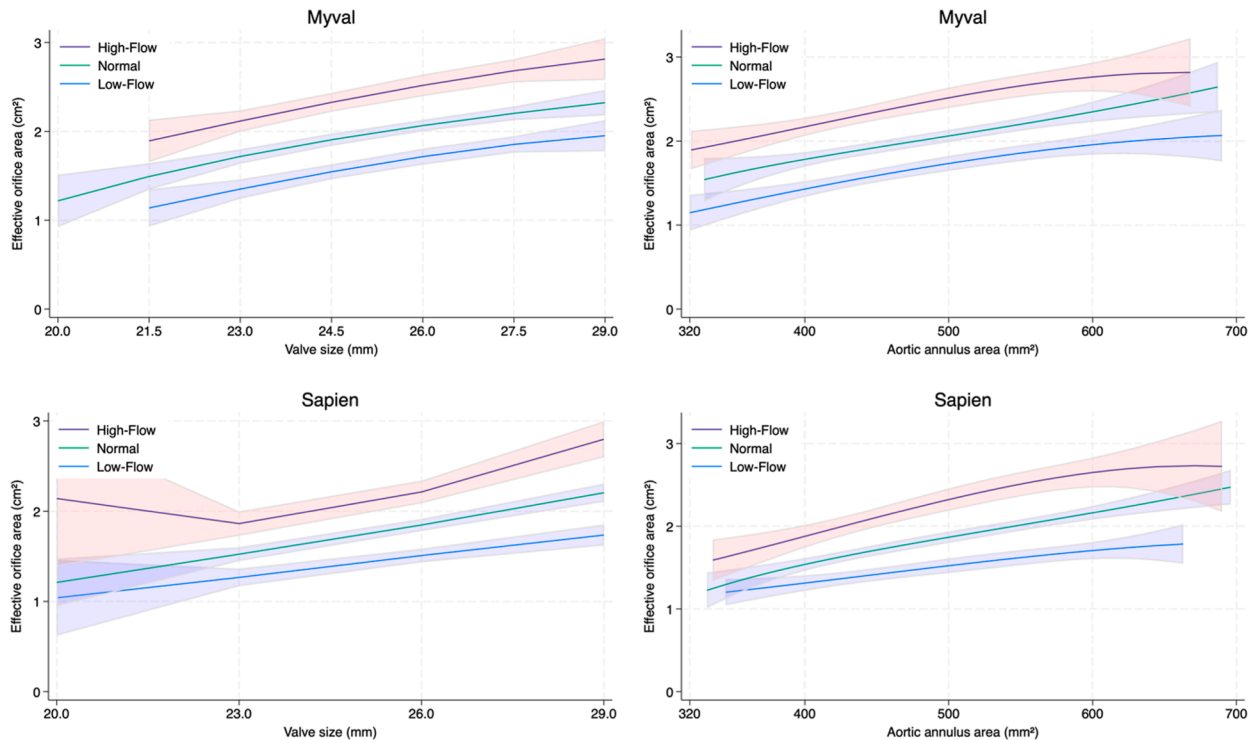 Myval
High-Flow
Normal
Low-Flow
Effective orifice area (cm²)
3
2
1
0
20.0 21.5 23.0 24.5 26.0 27.5 29.0
Valve size (mm)
Myval
High-Flow
Normal
Low-Flow
Effective orifice area (cm²)
3
2
1
0
320 400 500 600 700
Aortic annulus area (mm²)
Sapien
High-Flow
Normal
Low-Flow
Effective orifice area (cm²)
3
2
1
0
20.0 23.0 26.0 29.0
Valve size (mm)
Sapien
High-Flow
Normal
Low-Flow
Effective orifice area (cm²)
3
2
1
0
320 400 500 600 700
Aortic annulus area (mm²)